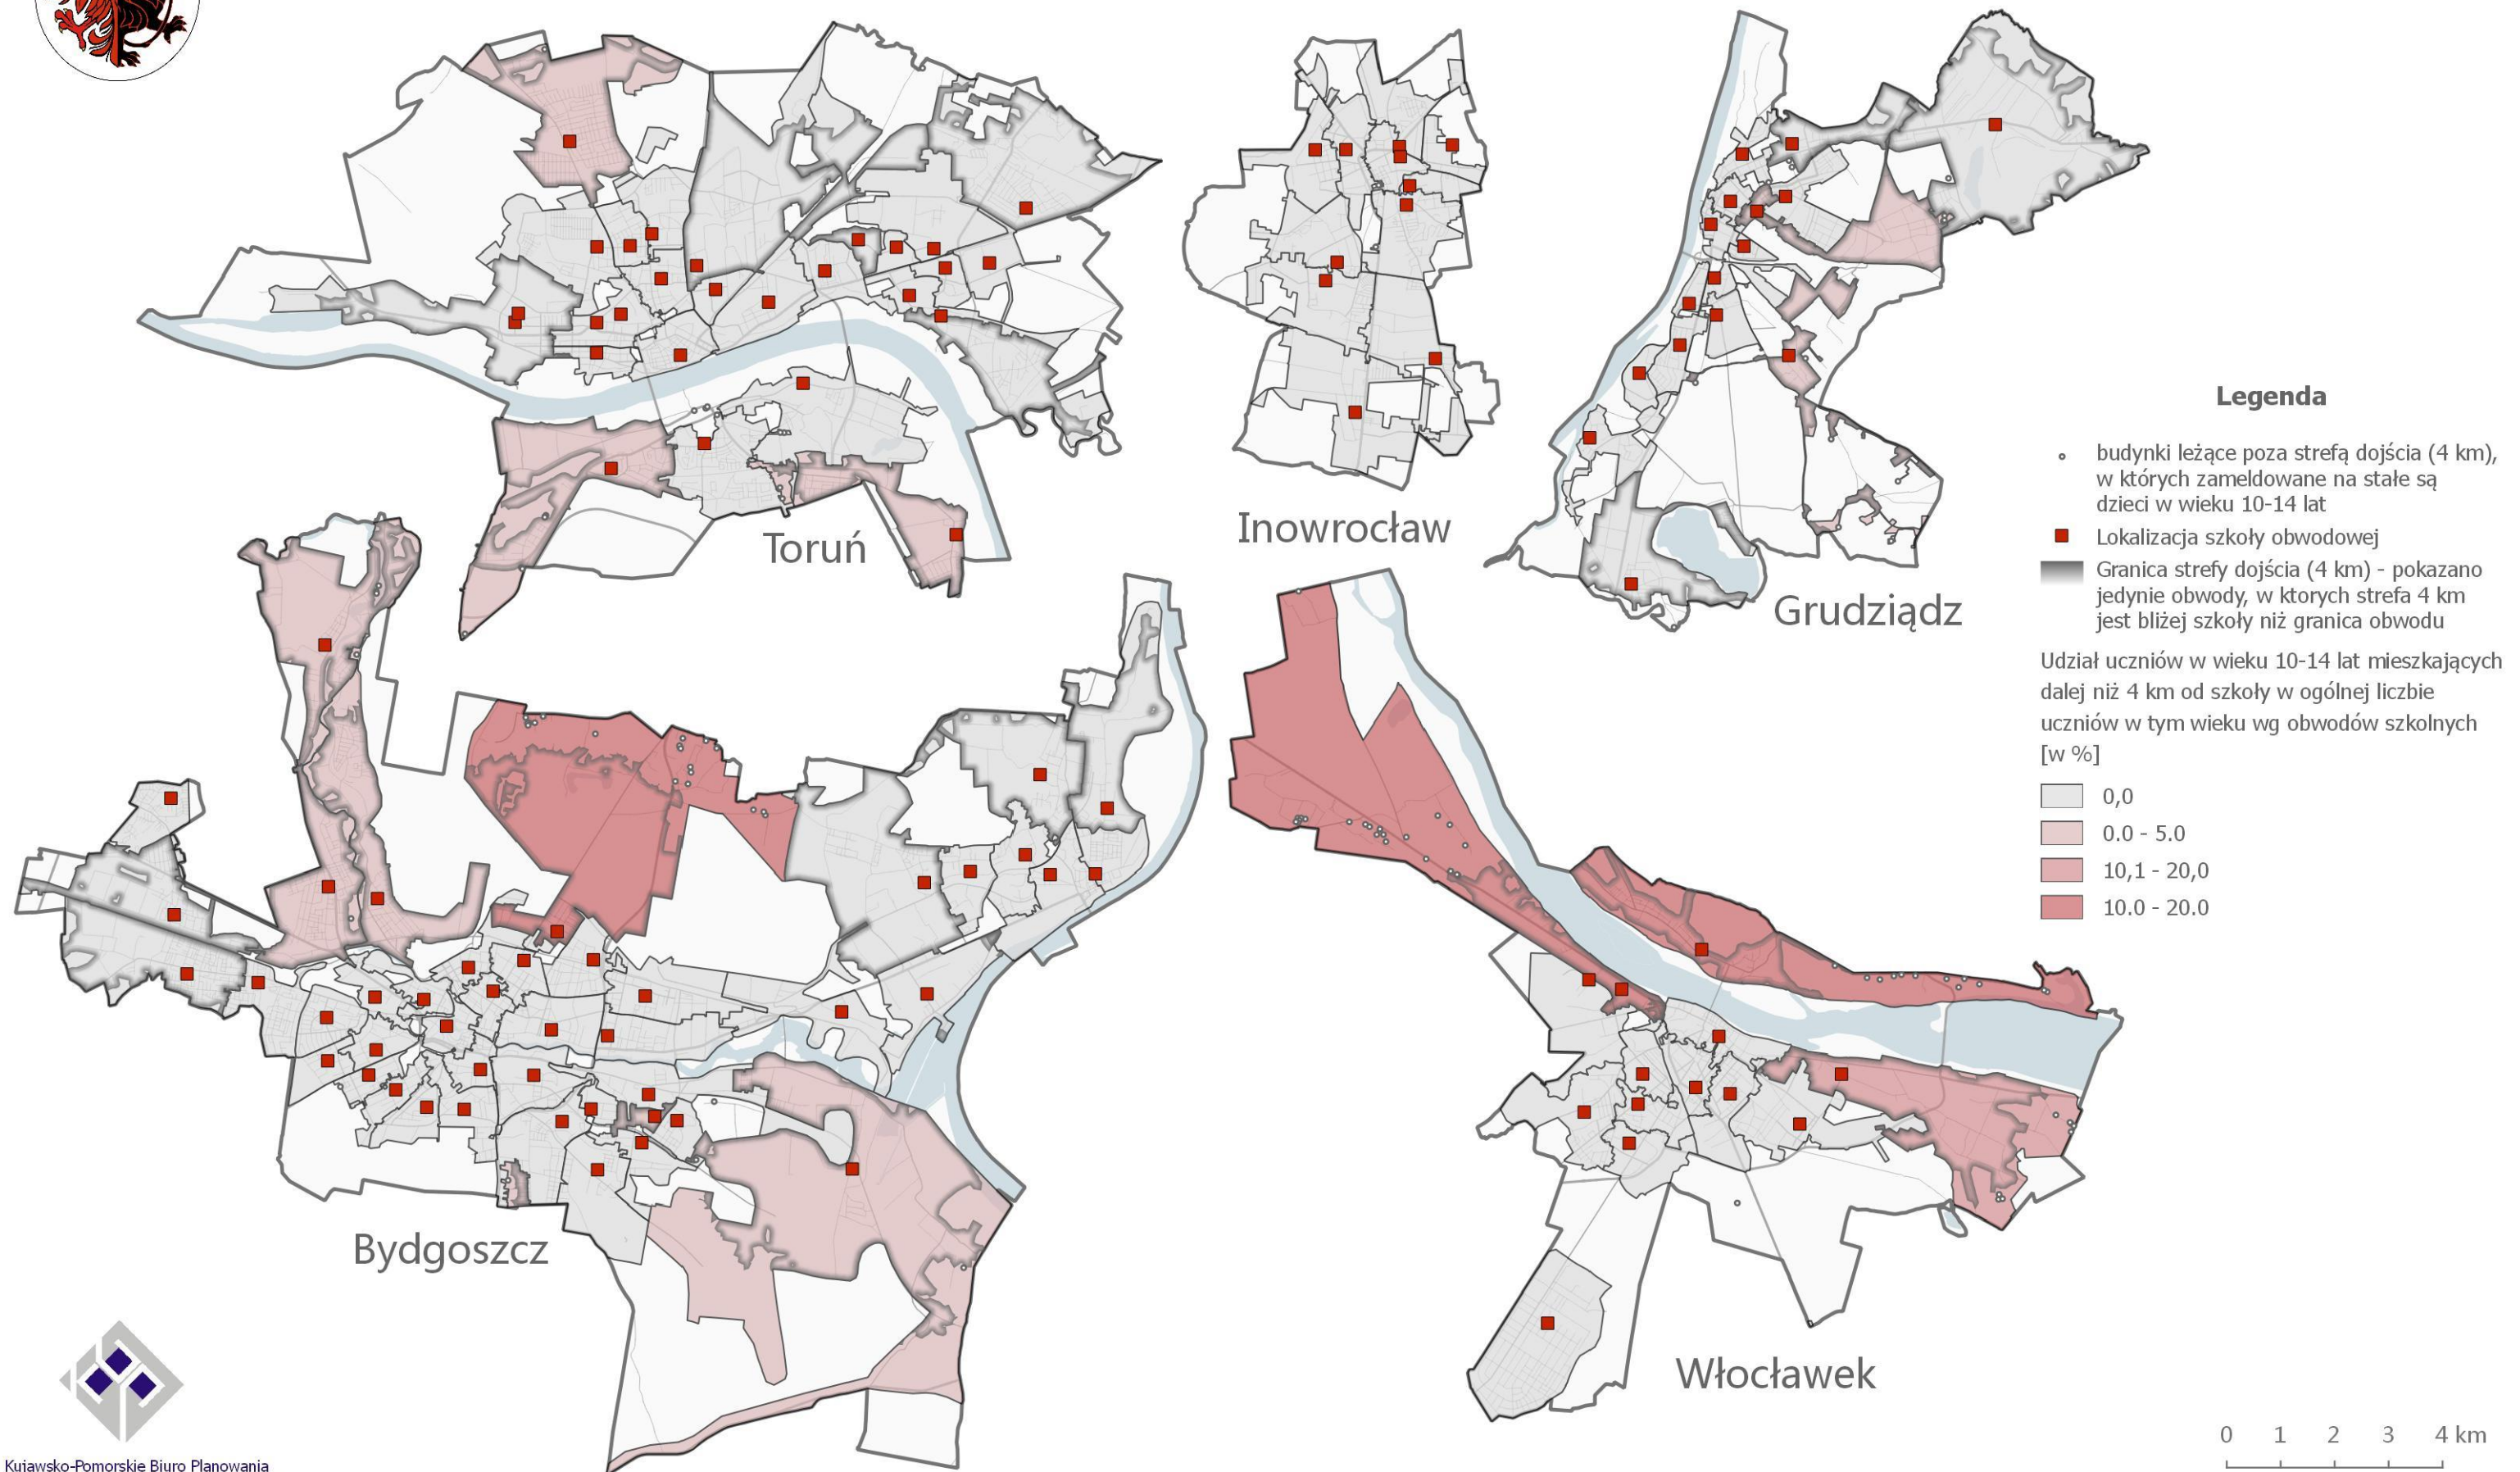 Toruń
Inowrocław
Grudziądz
Bydgoszcz
Włocławek
Legenda
budynki leżące poza strefą dojścia (4 km),
w których zameldowane na stałe są
dzieci w wieku 10-14 lat
Lokalizacja szkoły obwodowej
Granica strefy dojścia (4 km) - pokazano
jedynie obwody, w ktorych strefa 4 km
jest bliżej szkoły niż granica obwodu
Udział uczniów w wieku 10-14 lat mieszkających
dalej niż 4 km od szkoły w ogólnej liczbie
uczniów w tym wieku wg obwodów szkolnych
[w %]
0,0
0.0 - 5.0
10,1 - 20,0
10.0 - 20.0
0 1 2 3 4 km
Kujawsko-Pomorskie Biuro Planowania